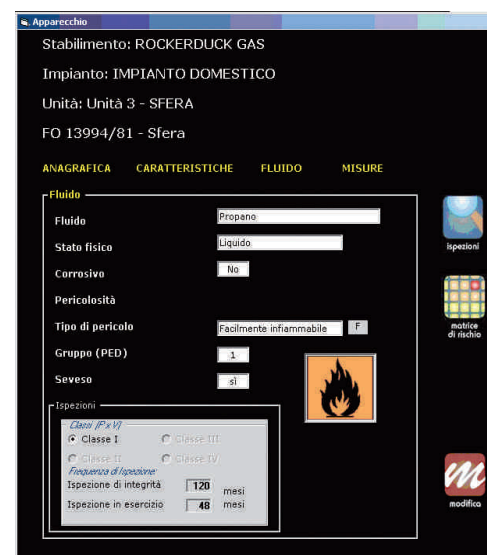 Apparecchio
Stabilimento: ROCKERDUCK GAS
Impianto: IMPIANTO DOMESTICO
Unità: Unità 3 - SFERA
FO 13994/81 - Sfera
ANAGRAFICA CARATTERISTICHE FLUIDO MISURE
Fluido
Fluido Propano
Stato fisico Liquido
Corrosivo No
Pericolosità
Tipo di pericolo Facilmente infiammabile F
Gruppo (PED) 1
Seveso sì
Ispezioni
Classi (P x V)
Classe I Classe III
Classe II Classe IV
Frequenza di Ispezione
Ispezione di integrità 120 mesi
Ispezione in esercizio 48 mesi
ispezioni
matrice
di rischio
modifica